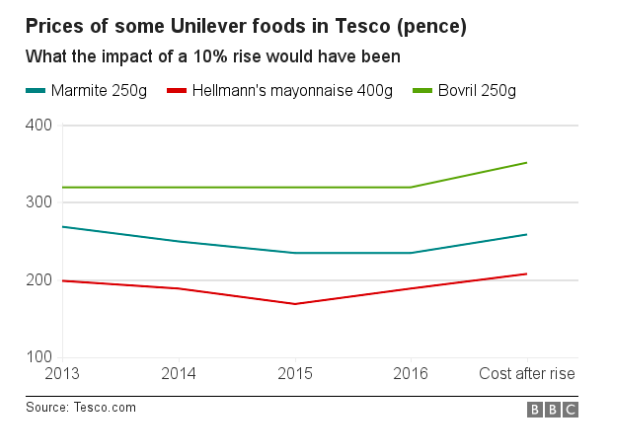 Prices of some Unilever foods in Tesco (pence)
What the impact of a 10% rise would have been
Marmite 250g Hellmann's mayonnaise 400g Bovril 250g
400
300
200
100
2013 2014 2015 2016 Cost after rise
Source: Tesco.com BBC